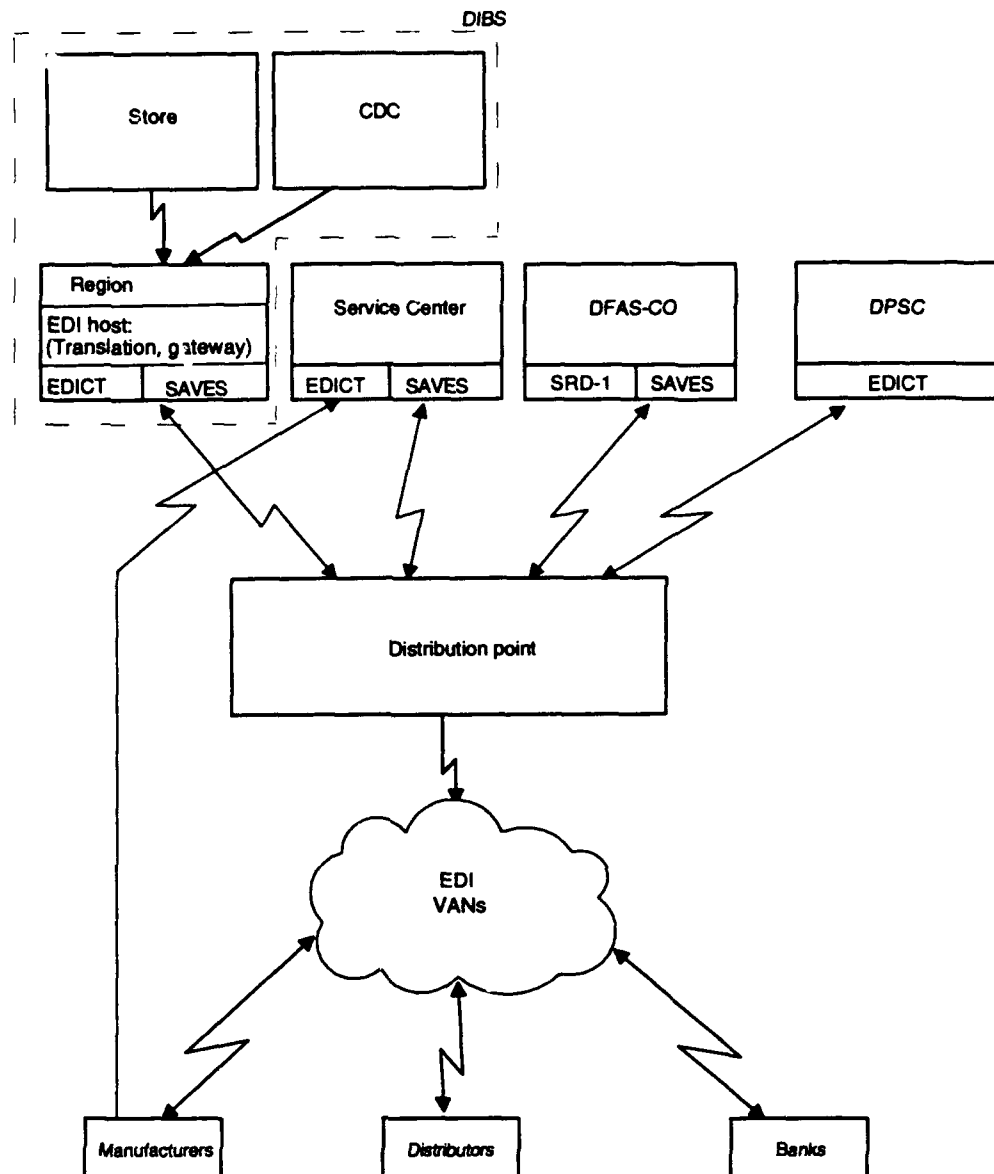 DIBS
Store
CDC
Region
EDI host:
(Translation, gateway)
EDICT
SAVES
Service Center
EDICT
SAVES
DFAS-CO
SRD-1
SAVES
DPSC
EDICT
Distribution point
EDI
VANs
Manufacturers
Distributors
Banks